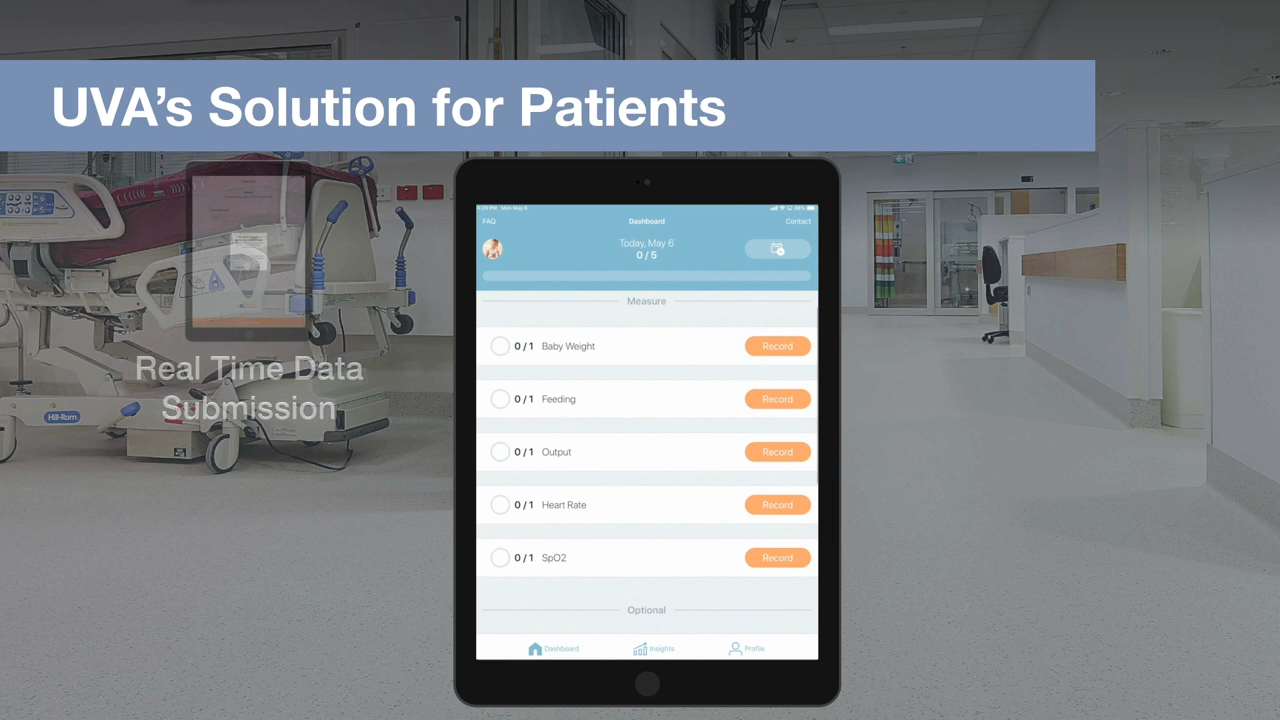 UVA's Solution for Patients
Real Time Data
Submission
Hill-Rom
FAQ
Dashboard
Contact
Today, May 6
0 / 5
Measure
0 / 1 Baby Weight Record
0 / 1 Feeding Record
0 / 1 Output Record
0 / 1 Heart Rate Record
0 / 1 SpO2 Record
Optional
Dashboard
Insights
Profile